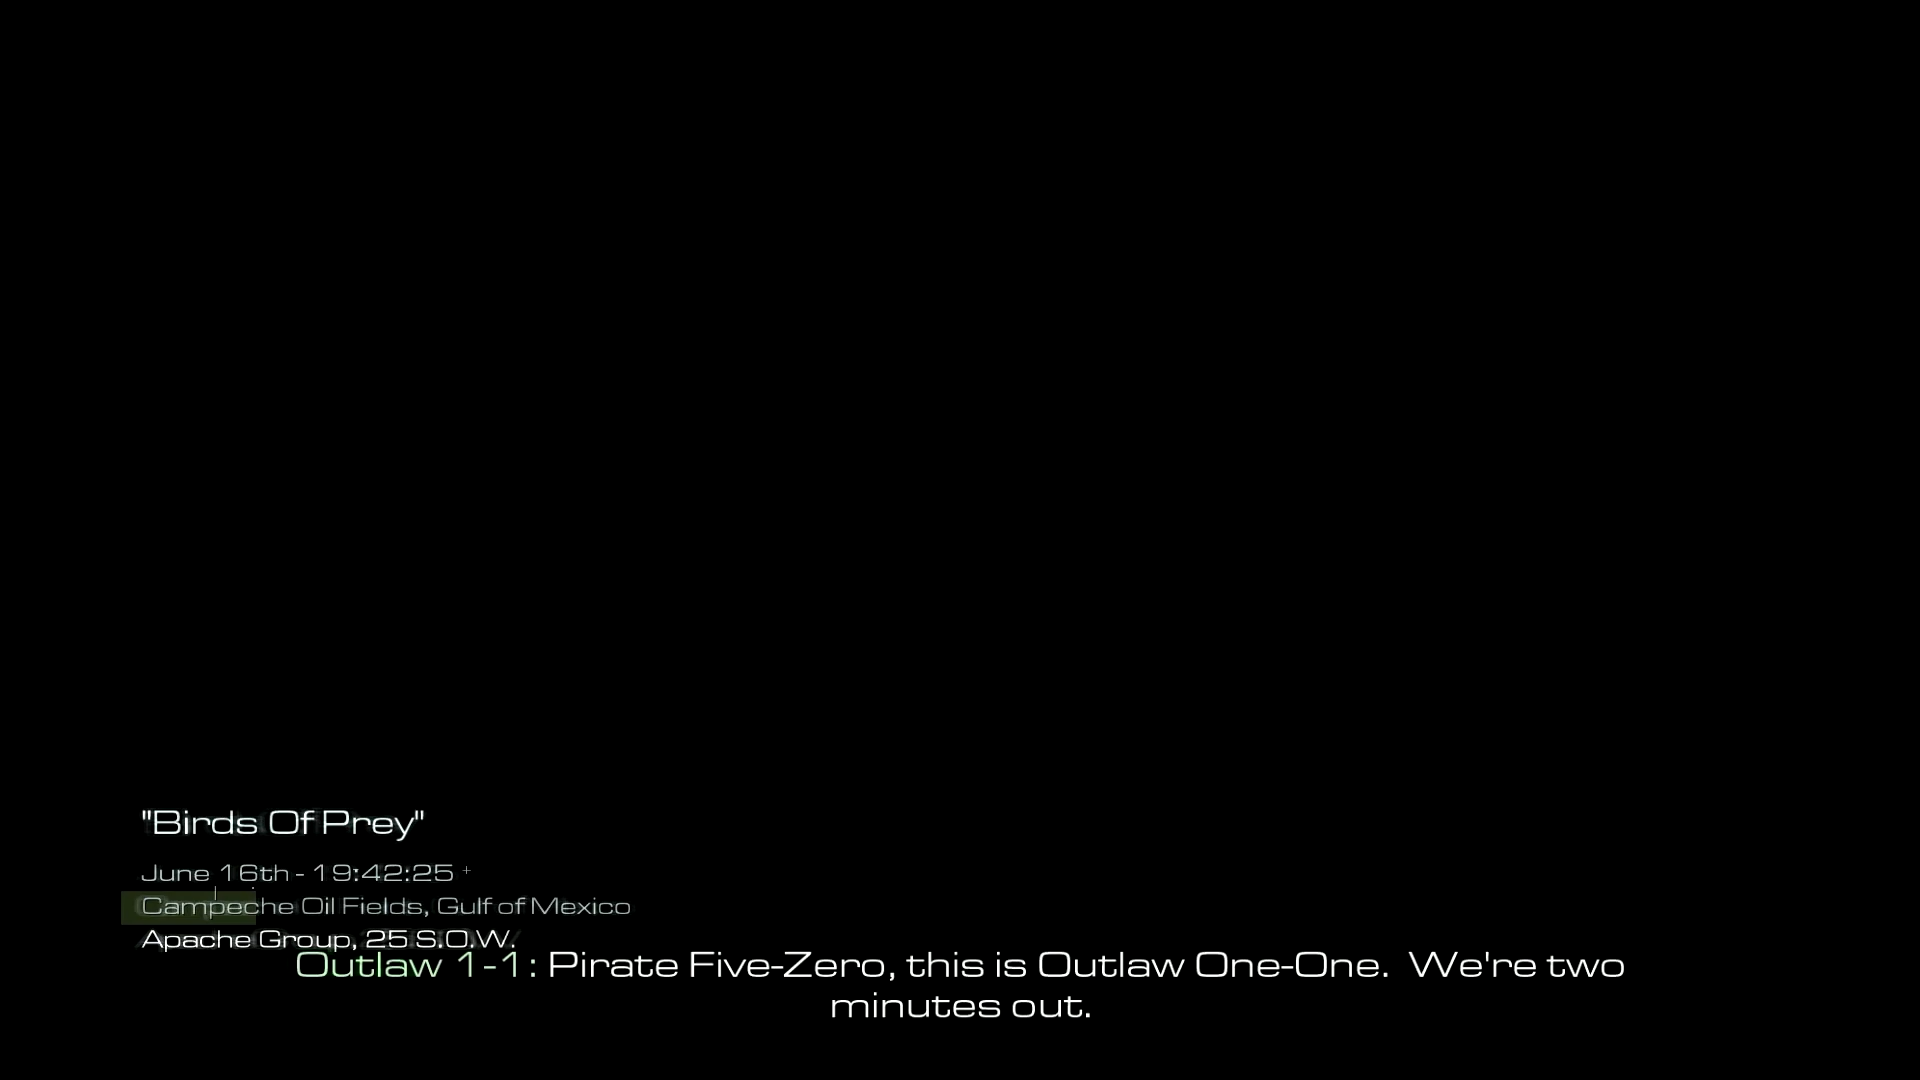 "Birds Of Prey"
June 16th - 19:42:25
Campeche Oil Fields, Gulf of Mexico
Apache Group, 25 S.O.W.
Outlaw 1-1: Pirate Five-Zero, this is Outlaw One-One.  We're two
minutes out.